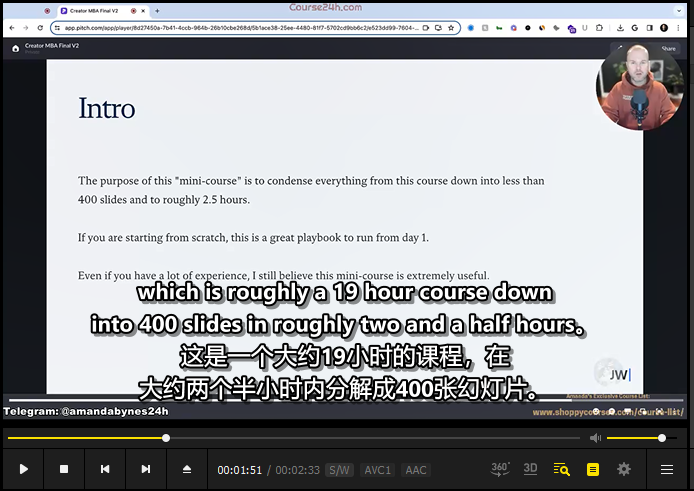 Course24h.com
Creator MBA Final V2
app.pitch.com/app/player/8d27450a-7b41-4ccb-964b-26b10cbe268d/5b1ace38-25ee-4480-81f7-5702cd9bb6c2/e523dd99-7604-...
Creator MBA Final V2
Share
Intro
The purpose of this "mini-course" is to condense everything from this course down into less than
400 slides and to roughly 2.5 hours.
If you are starting from scratch, this is a great playbook to run from day 1.
Even if you have a lot of experience, I still believe this mini-course is extremely useful.
which is roughly a 19 hour course down
into 400 slides in roughly two and a half hours.
这是一个大约19小时的课程，在
大约两个半小时内分解成400张幻灯片。
JW
Amanda's Exclusive Course List:
Telegram: @amandabynes24h
00:01:51 / 00:02:33 S/W AVC1 AAC 360° 3D